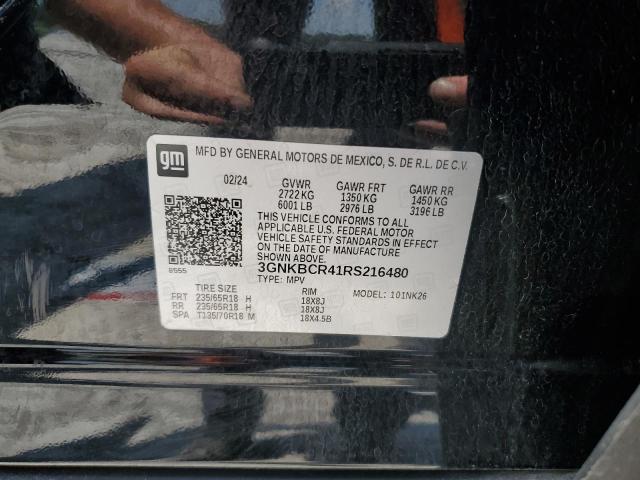 gm
MFD BY GENERAL MOTORS DE MEXICO, S. DE R.L. DE C.V.
02/24 GVWR GAWR FRT GAWR RR
2722 KG 1350 KG 1450 KG
6001 LB 2976 LB 3196 LB
THIS VEHICLE CONFORMS TO ALL
APPLICABLE U.S. FEDERAL MOTOR
VEHICLE SAFETY STANDARDS IN EFFECT
ON THE DATE OF MANUFACTURE
SHOWN ABOVE.
8555 3GNKBCR41RS216480
TYPE: MPV MODEL: 101NK26
TIRE SIZE RIM
FRT 235/65R18 H 18X8J
RR 235/65R18 H 18X8J
SPA T135/70R18 M 18X4.5B